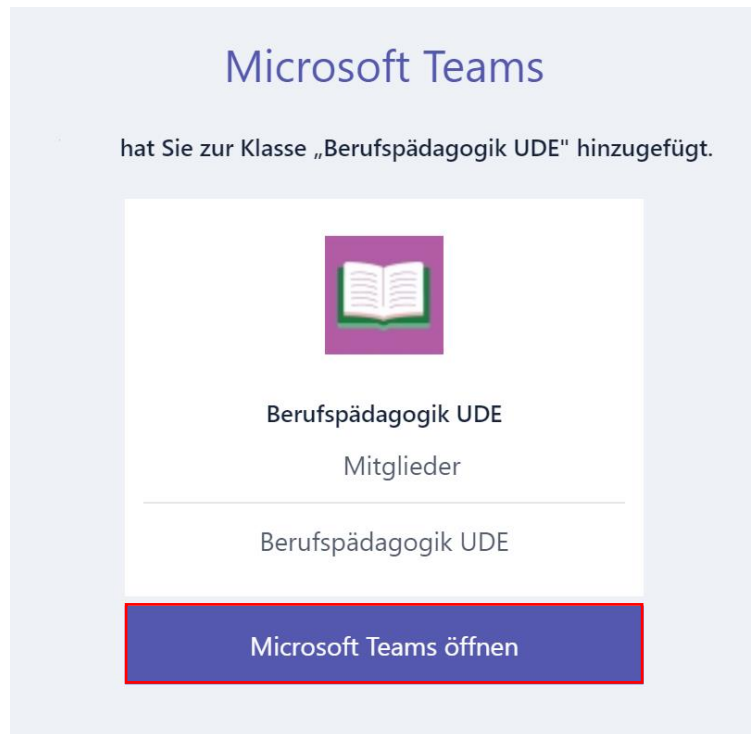 Microsoft Teams
hat Sie zur Klasse „Berufspädagogik UDE" hinzugefügt.
Berufspädagogik UDE
Mitglieder
Berufspädagogik UDE
Microsoft Teams öffnen